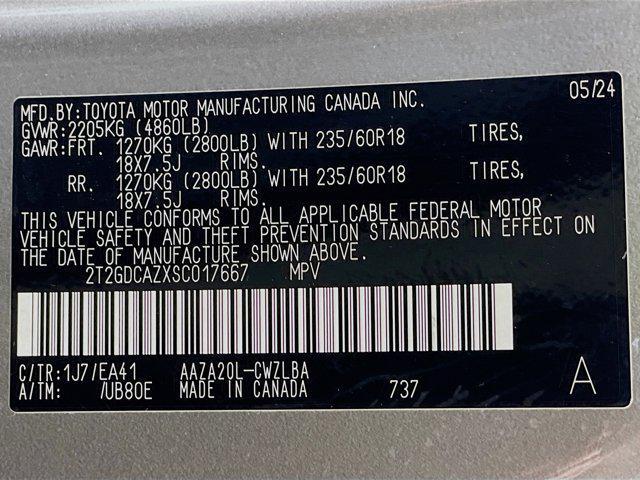 MFD.BY:TOYOTA MOTOR MANUFACTURING CANADA INC. 05/24
GVWR:2205KG (4860LB)
GAWR:FRT. 1270KG (2800LB) WITH 235/60R18 TIRES,
18X7.5J RIMS.
RR. 1270KG (2800LB) WITH 235/60R18 TIRES,
18X7.5J RIMS.
THIS VEHICLE CONFORMS TO ALL APPLICABLE FEDERAL MOTOR
VEHICLE SAFETY AND THEFT PREVENTION STANDARDS IN EFFECT ON
THE DATE OF MANUFACTURE SHOWN ABOVE.
2T2GDCAZXSC017667 MPV
C/TR:1J7/EA41 AAZA20L-CWZLBA
A/TM: /UB80E MADE IN CANADA 737 A